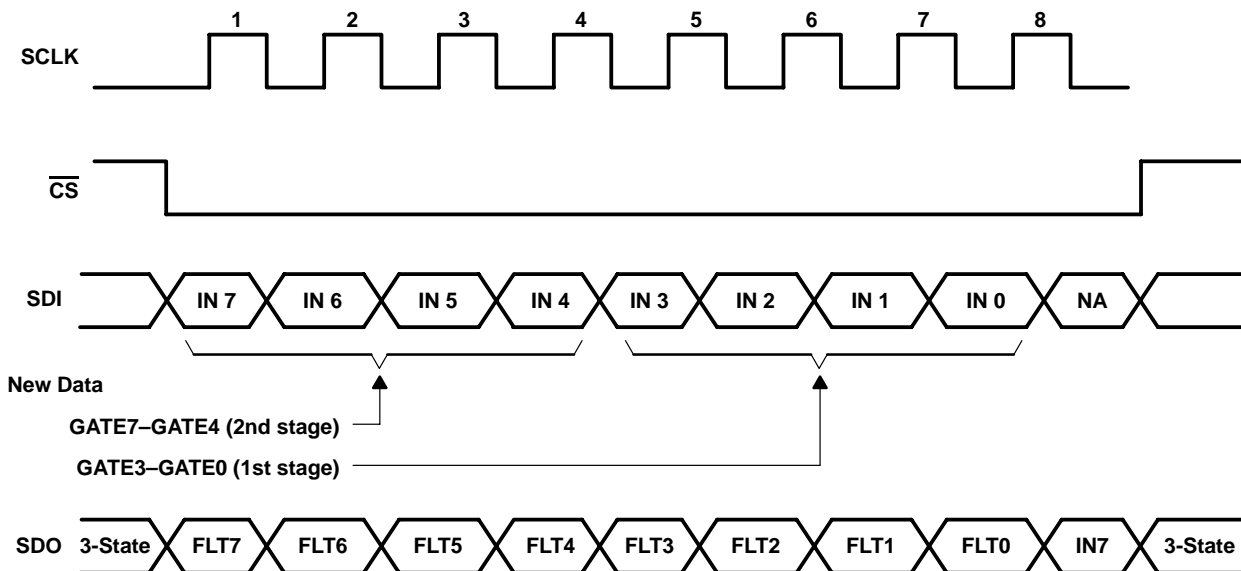 1 2 3 4 5 6 7 8
SCLK
CS
SDI IN 7 IN 6 IN 5 IN 4 IN 3 IN 2 IN 1 IN 0 NA
New Data
GATE7–GATE4 (2nd stage)
GATE3–GATE0 (1st stage)
SDO 3-State FLT7 FLT6 FLT5 FLT4 FLT3 FLT2 FLT1 FLT0 IN7 3-State